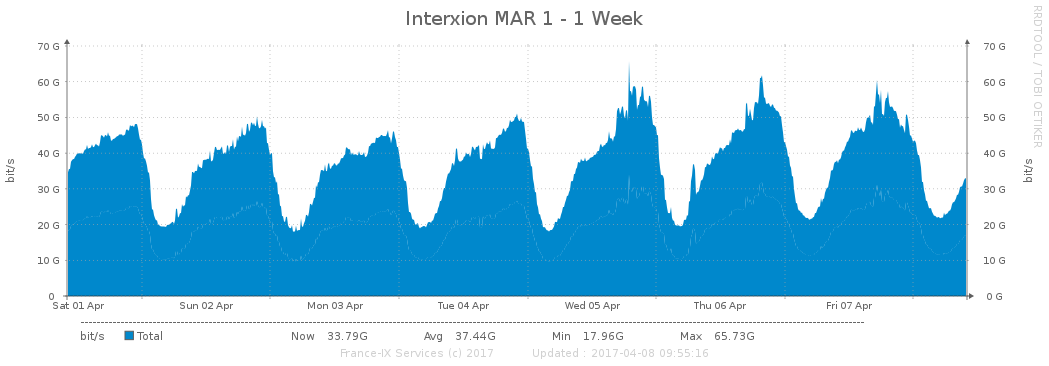 Interxion MAR 1 - 1 Week
RRDTOOL / TOBI OETIKER
bit/s
70 G
60 G
50 G
40 G
30 G
20 G
10 G
0
70 G
60 G
50 G
40 G
30 G
20 G
10 G
0 G
bit/s
Sat 01 Apr Sun 02 Apr Mon 03 Apr Tue 04 Apr Wed 05 Apr Thu 06 Apr Fri 07 Apr
bit/s Total Now 33.79G Avg 37.44G Min 17.96G Max 65.73G
France-IX Services (c) 2017 Updated : 2017-04-08 09:55:16